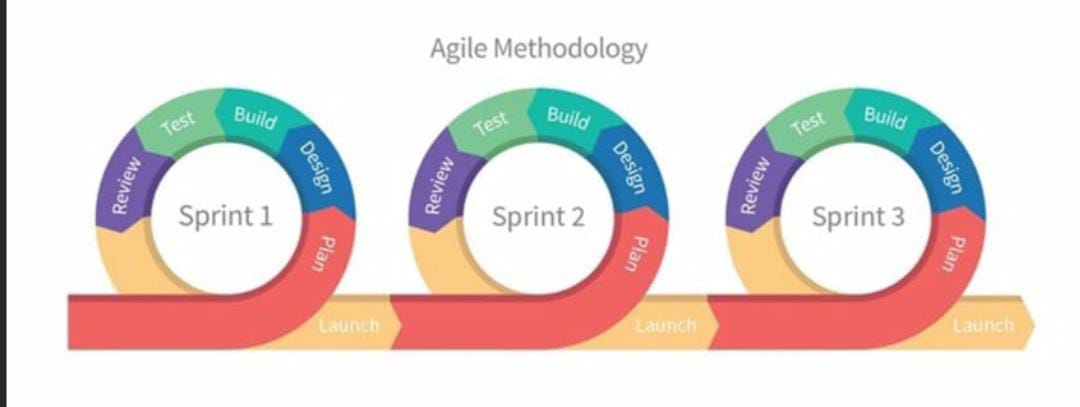 Agile Methodology
Test
Build
Design
Review
Sprint 1
Plan
Launch
Test
Build
Design
Review
Sprint 2
Plan
Launch
Test
Build
Design
Review
Sprint 3
Plan
Launch